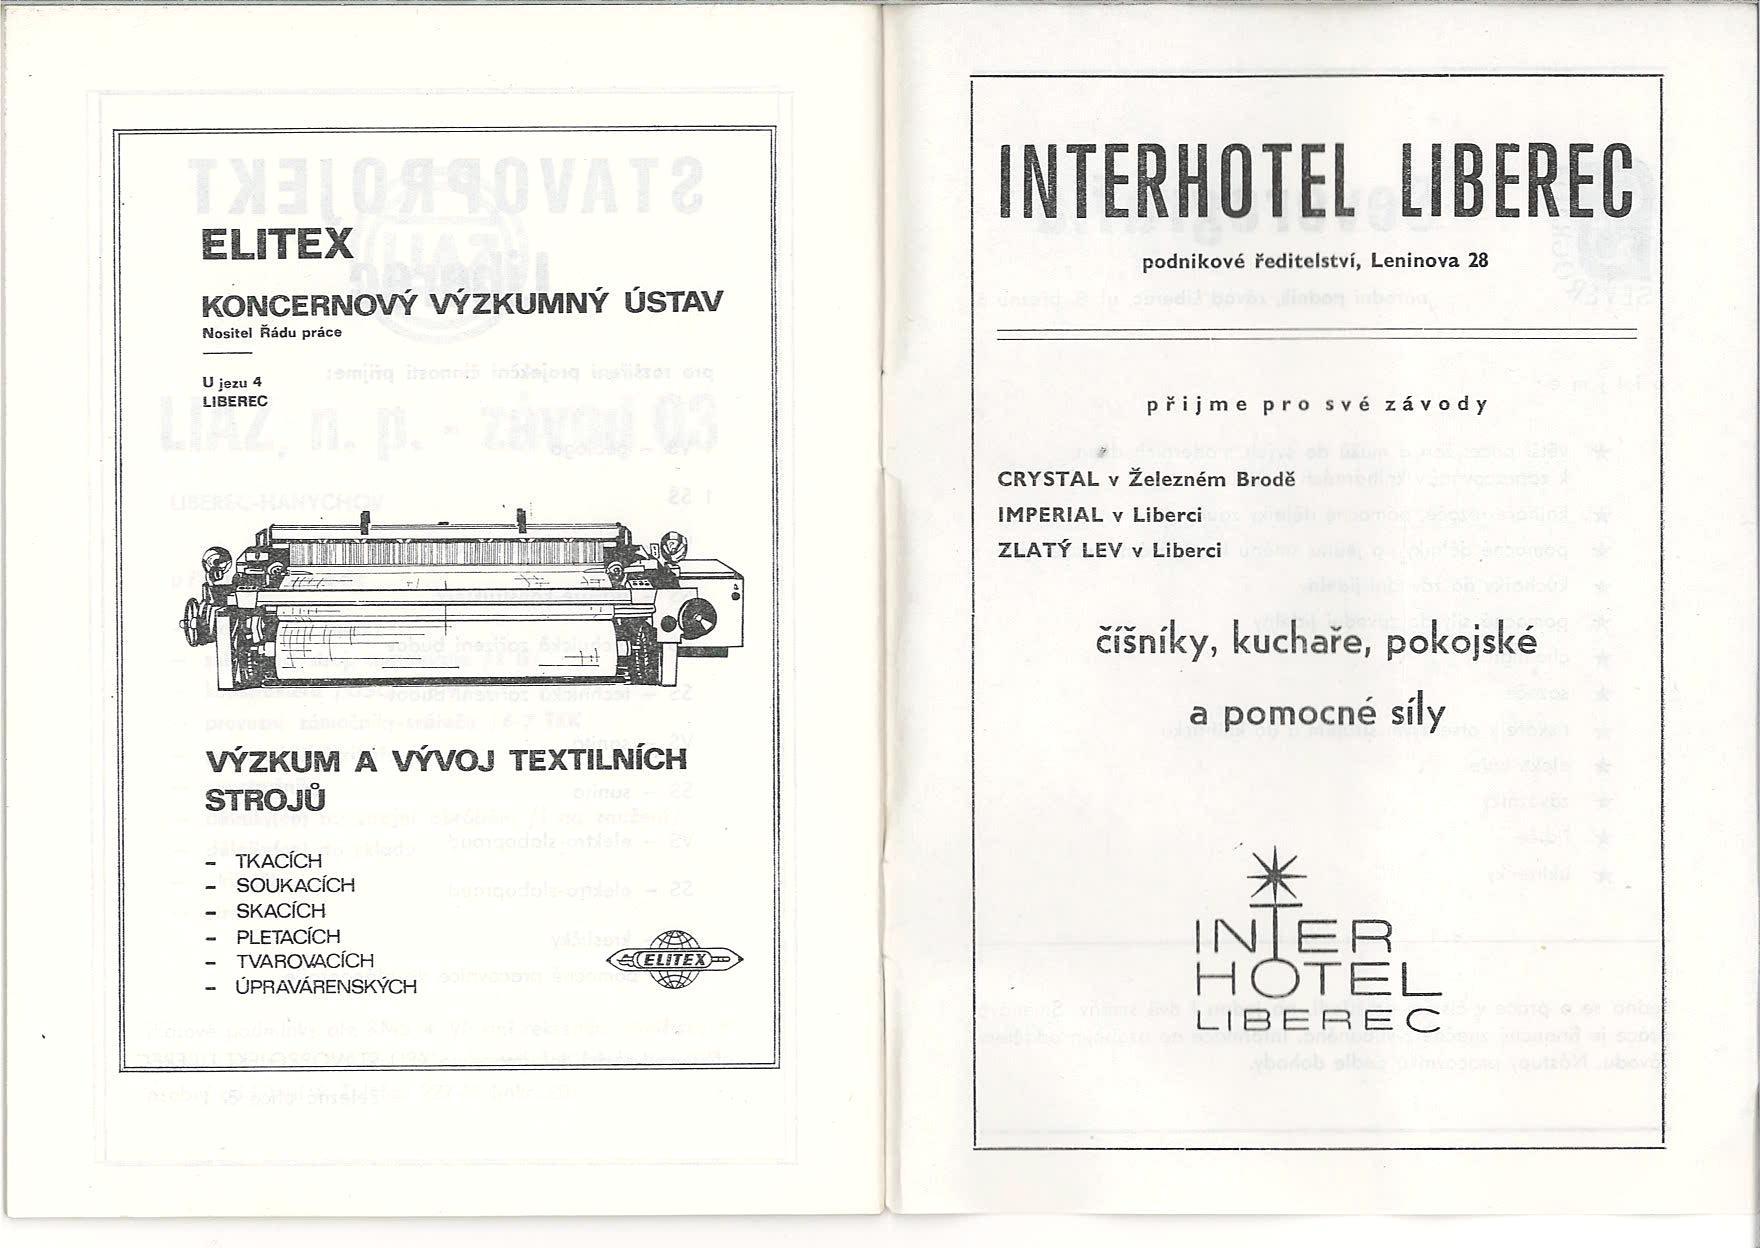 ELITEX
KONCERNOVÝ VÝZKUMNÝ ÚSTAV
Nositel Řádu práce
U jezu 4
LIBEREC
VÝZKUM A VÝVOJ TEXTILNÍCH
STROJŮ
– TKACÍCH
– SOUKACÍCH
– SKACÍCH
– PLETACÍCH
– TVAROVACÍCH
– ÚPRAVÁRENSKÝCH
ELITEX
INTERHOTEL LIBEREC
podnikové ředitelství, Leninova 28
přijme pro své závody
CRYSTAL v Železném Brodě
IMPERIAL v Liberci
ZLATÝ LEV v Liberci
číšníky, kuchaře, pokojské
a pomocné síly
INTER
HOTEL
LIBEREC